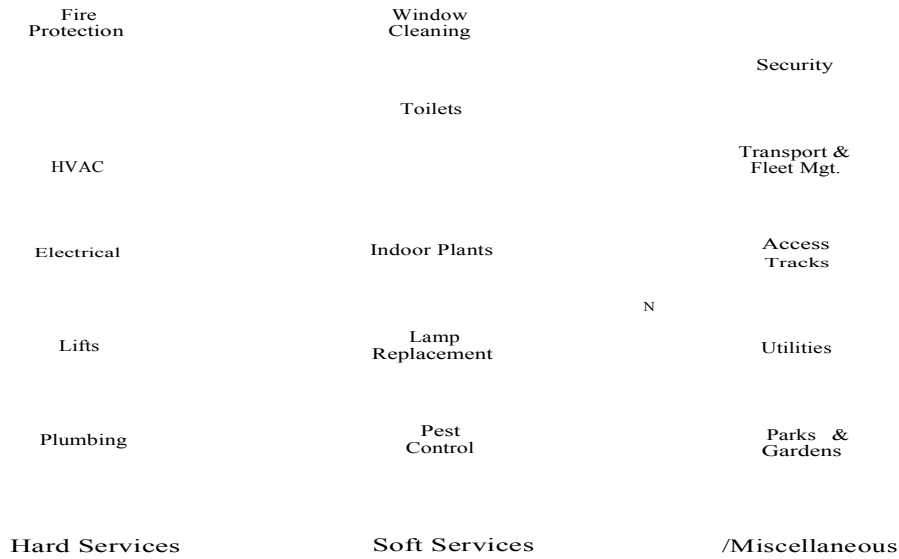 Fire
Protection
Window
Cleaning
Security
Toilets
HVAC
Transport &
Fleet Mgt.
Electrical
Indoor Plants
Access
Tracks
N
Lifts
Lamp
Replacement
Utilities
Plumbing
Pest
Control
Parks &
Gardens
Hard Services
Soft Services
/Miscellaneous